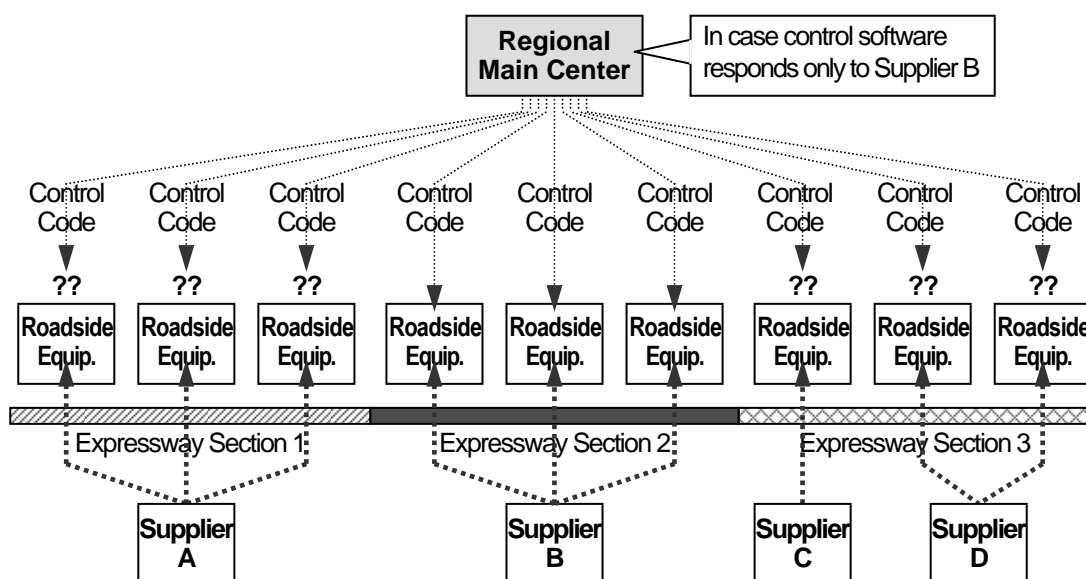 Regional
Main Center
In case control software
responds only to Supplier B
Control Control Control Control Control Control Control Control Control
Code Code Code Code Code Code Code Code Code
?? ?? ?? ?? ?? ??
Roadside Roadside Roadside Roadside Roadside Roadside Roadside Roadside Roadside
Equip. Equip. Equip. Equip. Equip. Equip. Equip. Equip. Equip.
Expressway Section 1 Expressway Section 2 Expressway Section 3
Supplier Supplier Supplier Supplier
A B C D